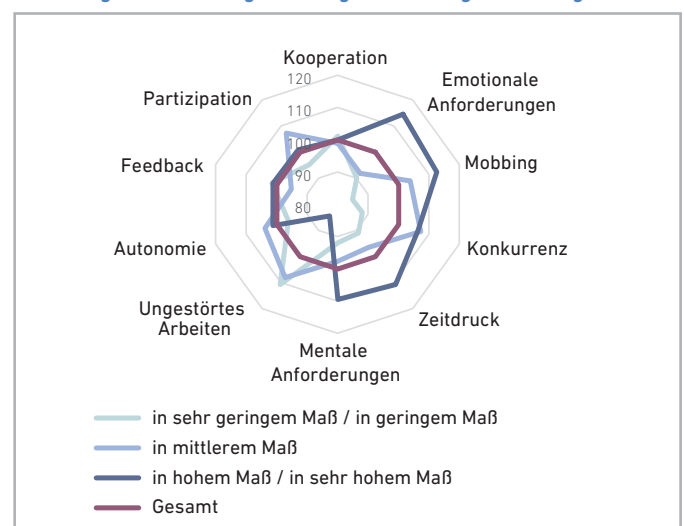 Kooperation
120
Emotionale
Anforderungen
Partizipation
110
100
Feedback
Mobbing
90
80
Autonomie
Konkurrenz
Ungestörtes
Arbeiten
Zeitdruck
Mentale
Anforderungen
in sehr geringem Maß / in geringem Maß
in mittlerem Maß
in hohem Maß / in sehr hohem Maß
Gesamt